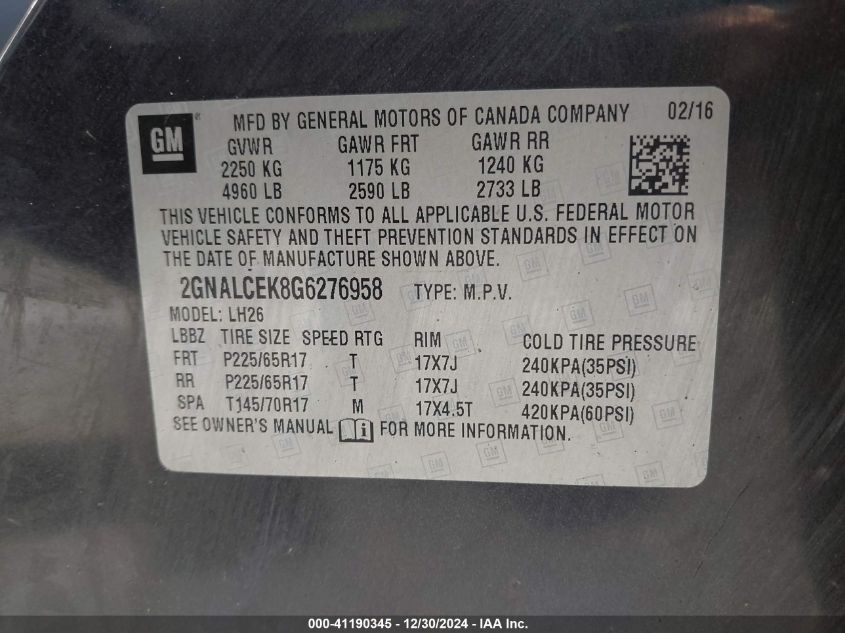 GM ® MFD BY GENERAL MOTORS OF CANADA COMPANY 02/16
GVWR GAWR FRT GAWR RR
2250 KG 1175 KG 1240 KG
4960 LB 2590 LB 2733 LB
THIS VEHICLE CONFORMS TO ALL APPLICABLE U.S. FEDERAL MOTOR
VEHICLE SAFETY AND THEFT PREVENTION STANDARDS IN EFFECT ON
THE DATE OF MANUFACTURE SHOWN ABOVE.
2GNALCEK8G6276958 TYPE: M.P.V.
MODEL: LH26
LBBZ TIRE SIZE SPEED RTG RIM COLD TIRE PRESSURE
FRT P225/65R17 T 17X7J 240KPA(35PSI)
RR P225/65R17 T 17X7J 240KPA(35PSI)
SPA T145/70R17 M 17X4.5T 420KPA(60PSI)
SEE OWNER'S MANUAL i FOR MORE INFORMATION.
000-41190345 - 12/30/2024 - IAA Inc.